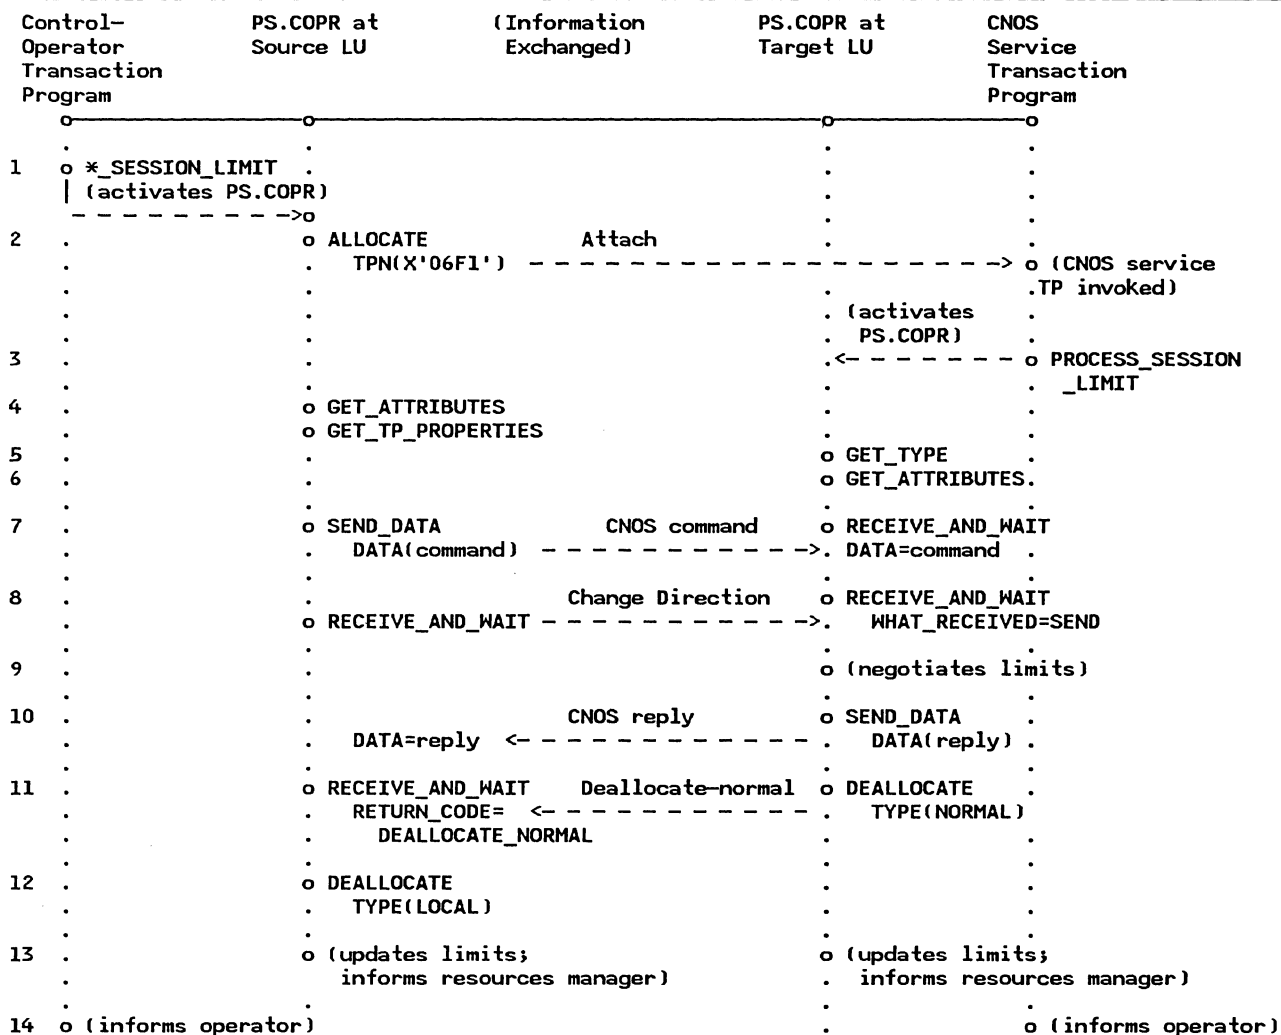 Control— PS.COPR at (Information PS.COPR at CNOS
Operator Source LU Exchanged) Target LU Service
Transaction Transaction
Program Program
1 *_SESSION_LIMIT
(activates PS.COPR)
2 ALLOCATE Attach
TPN(X'06F1') (CNOS service
TP invoked)
(activates
PS.COPR)
3 PROCESS_SESSION
_LIMIT
4 GET_ATTRIBUTES
GET_TP_PROPERTIES
5 GET_TYPE
6 GET_ATTRIBUTES
7 SEND_DATA CNOS command RECEIVE_AND_WAIT
DATA(command) DATA=command
8 Change Direction RECEIVE_AND_WAIT
RECEIVE_AND_WAIT WHAT_RECEIVED=SEND
9 (negotiates limits)
10 CNOS reply SEND_DATA
DATA=reply DATA(reply)
11 RECEIVE_AND_WAIT Deallocate—normal DEALLOCATE
RETURN_CODE= TYPE(NORMAL)
DEALLOCATE_NORMAL
12 DEALLOCATE
TYPE(LOCAL)
13 (updates limits; (updates limits;
informs resources manager) informs resources manager)
14 (informs operator) (informs operator)